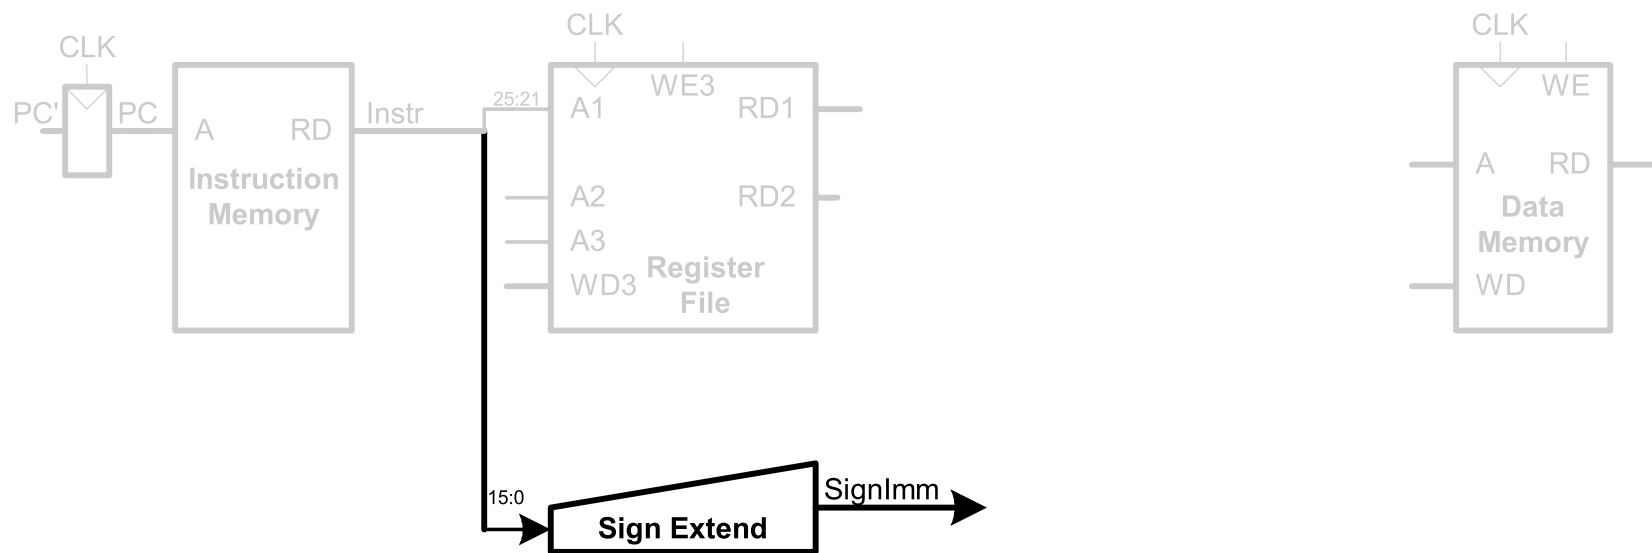 CLK
CLK
CLK
PC'
PC
A
RD
Instr
25:21
A1
WE3
RD1
WE
Instruction
Memory
A2
RD2
A3
WD3
Register
File
A
RD
Data
Memory
WD
15:0
Sign Extend
SignImm